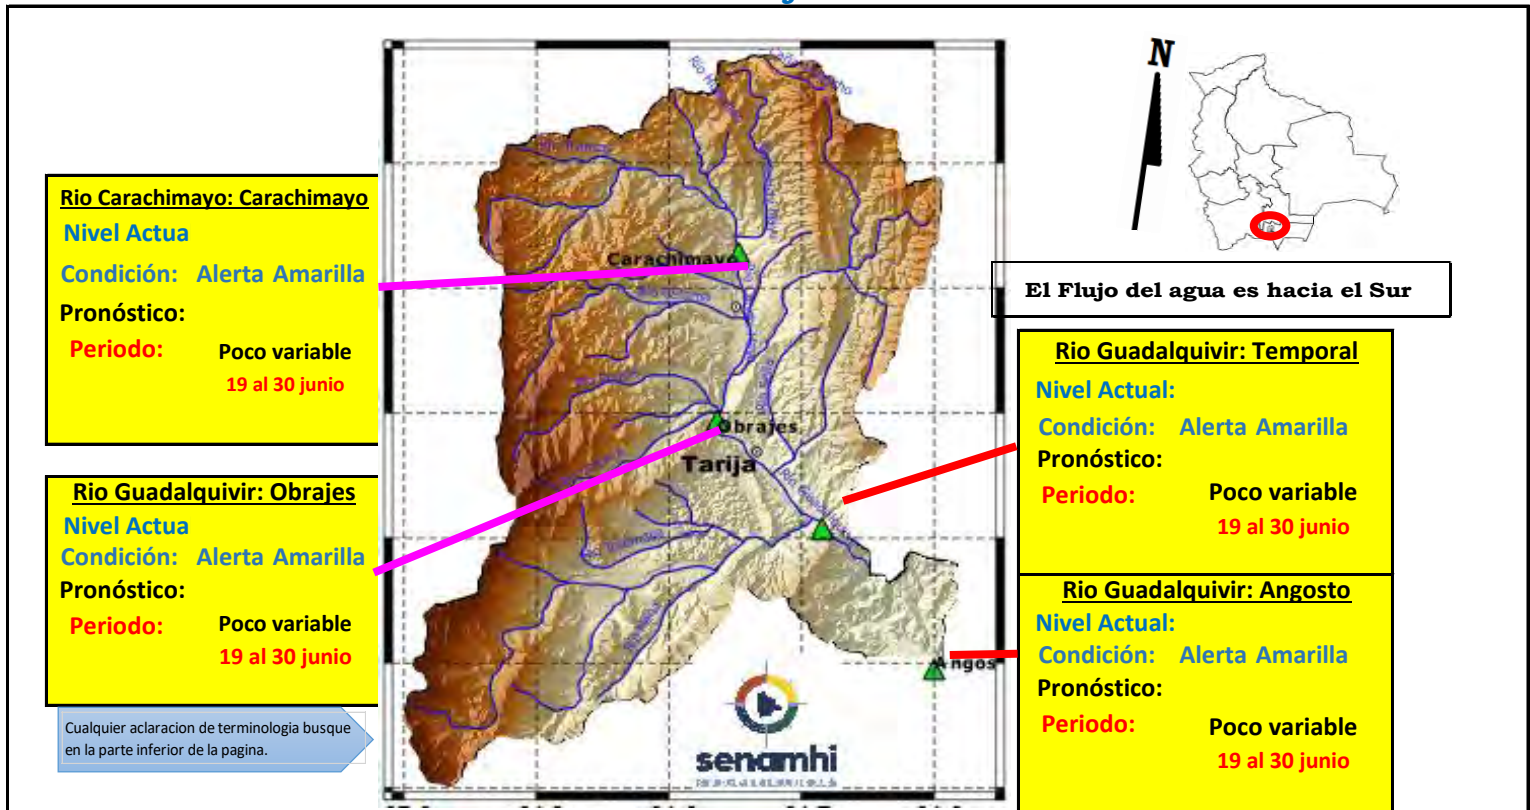 N
El Flujo del agua es hacia el Sur
Rio Carachimayo: Carachimayo
Nivel Actua
Condición: Alerta Amarilla
Pronóstico:
Periodo: Poco variable
19 al 30 junio
Rio Guadalquivir: Obrajes
Nivel Actua
Condición: Alerta Amarilla
Pronóstico:
Periodo: Poco variable
19 al 30 junio
Cualquier aclaracion de terminologia busque
en la parte inferior de la pagina.
Carachimayo
Obrajes
Tarija
Angos
senamhi
Rio Guadalquivir: Temporal
Nivel Actual:
Condición: Alerta Amarilla
Pronóstico:
Periodo: Poco variable
19 al 30 junio
Rio Guadalquivir: Angosto
Nivel Actual:
Condición: Alerta Amarilla
Pronóstico:
Periodo: Poco variable
19 al 30 junio